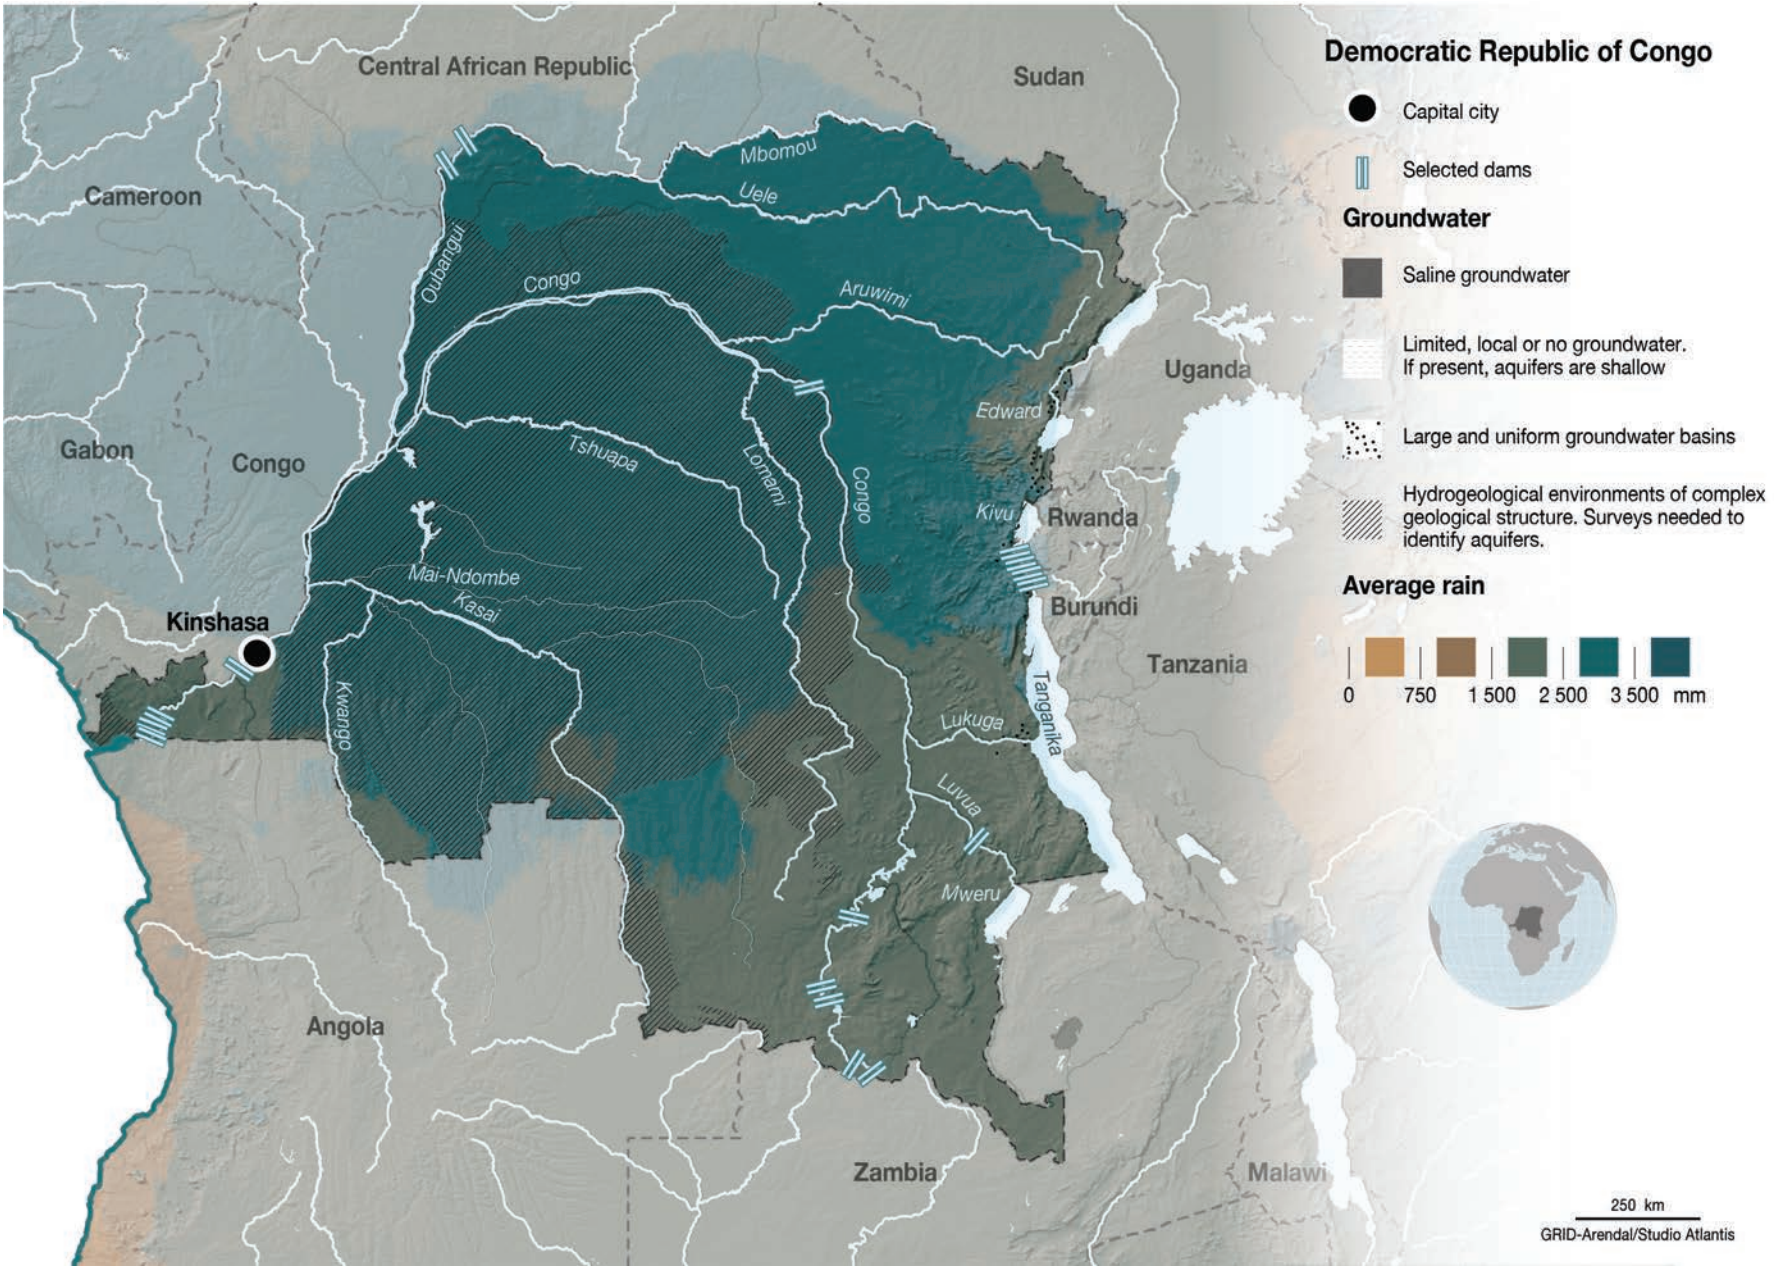 Democratic Republic of Congo
Capital city
Selected dams
Groundwater
Saline groundwater
Limited, local or no groundwater.
If present, aquifers are shallow
Large and uniform groundwater basins
Hydrogeological environments of complex
geological structure. Surveys needed to
identify aquifers.
Average rain
0 750 1 500 2 500 3 500 mm
Central African Republic
Sudan
Cameroon
Mbomou
Uele
Oubangui
Congo
Aruwimi
Uganda
Edward
Gabon
Congo
Tshuapa
Lomami
Congo
Kivu
Rwanda
Mai-Ndombe
Kasai
Burundi
Kinshasa
Tanzania
Kwango
Lukuga
Tanganika
Luvua
Mweru
Angola
Zambia
Malawi
250 km
GRID-Arendal/Studio Atlantis